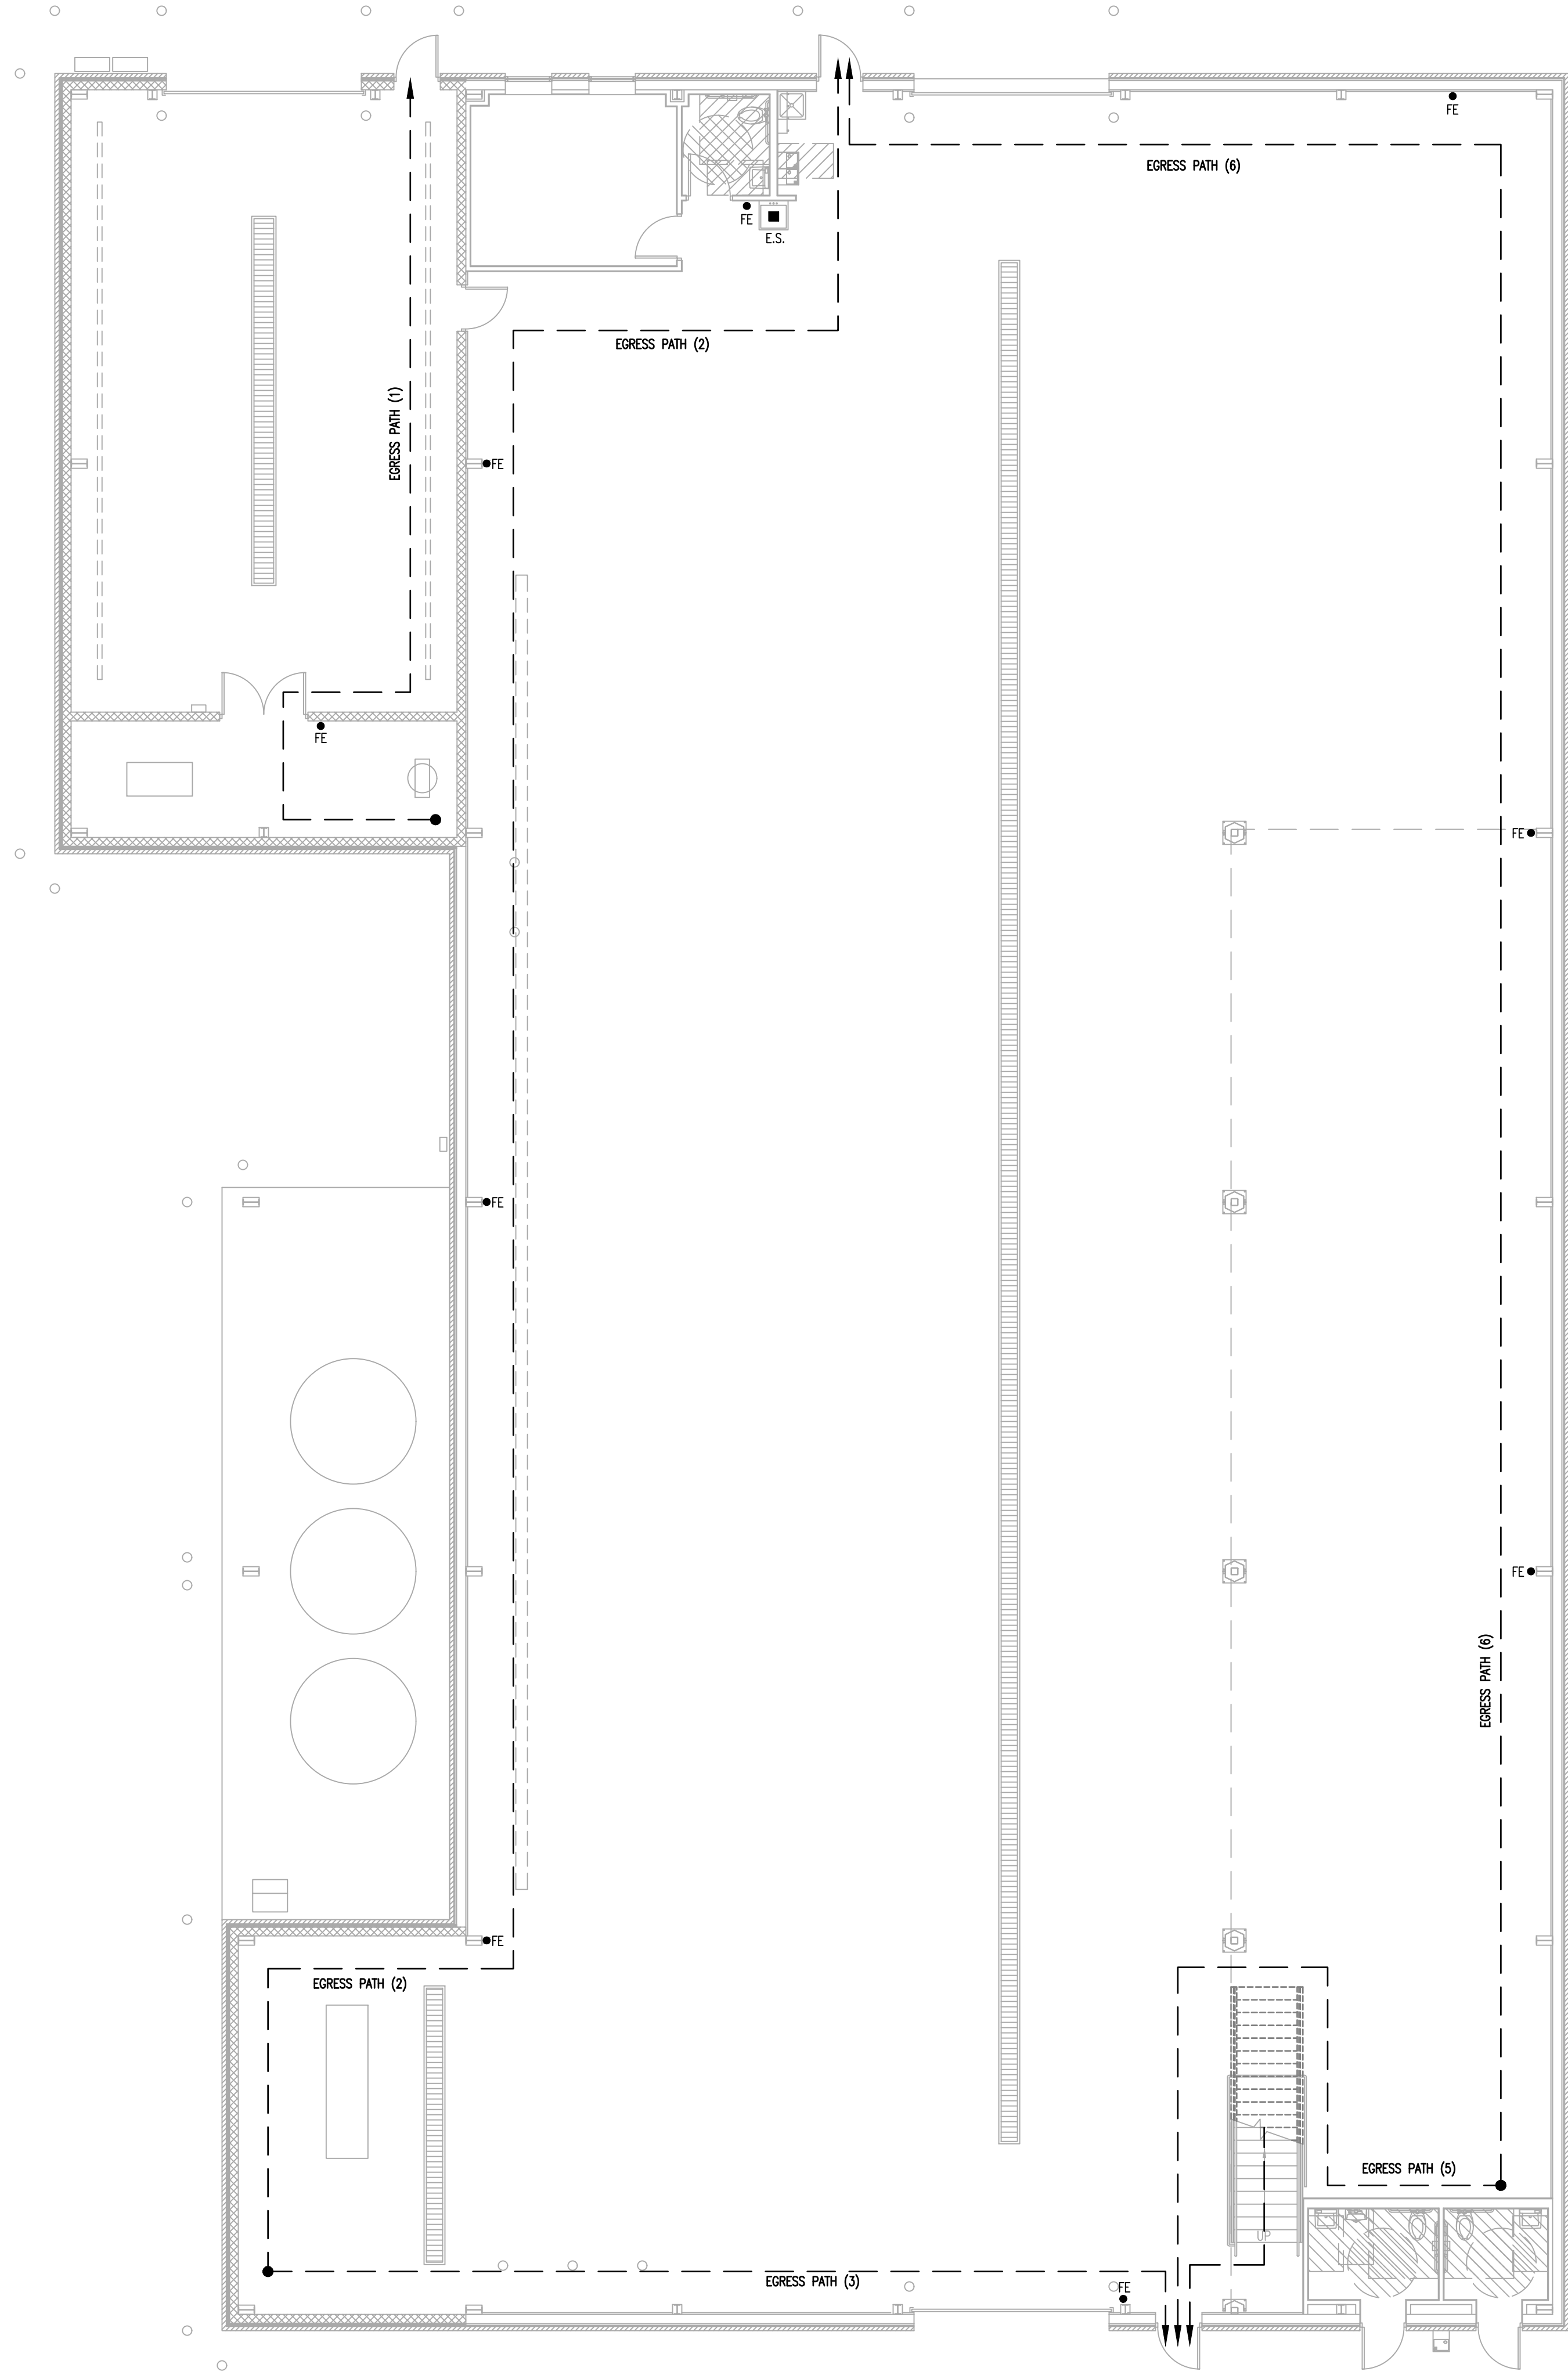 FE
EGRESS PATH (6)
FE
E.S.
EGRESS PATH (2)
EGRESS PATH (1)
FE
FE
FE
FE
FE
EGRESS PATH (6)
FE
EGRESS PATH (2)
EGRESS PATH (5)
UP
EGRESS PATH (3)
FE